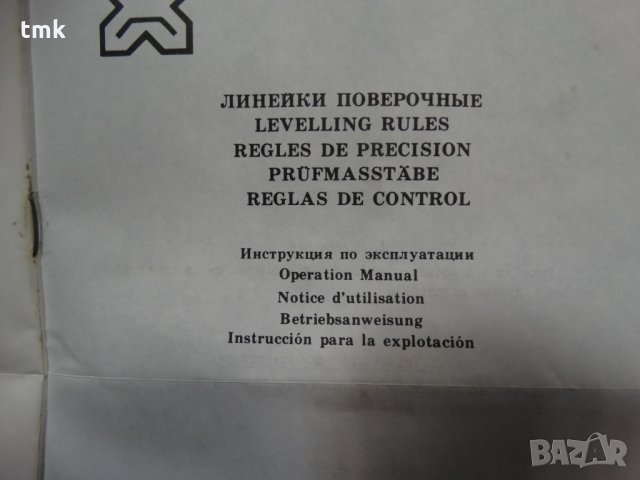 tmk
ЛИНЕЙКИ ПОВЕРОЧНЫЕ
LEVELLING RULES
REGLES DE PRECISION
PRÜFMASSTÄBE
REGLAS DE CONTROL
Инструкция по эксплуатации
Operation Manual
Notice d'utilisation
Betriebsanweisung
Instrucción para la explotación
BAZAR